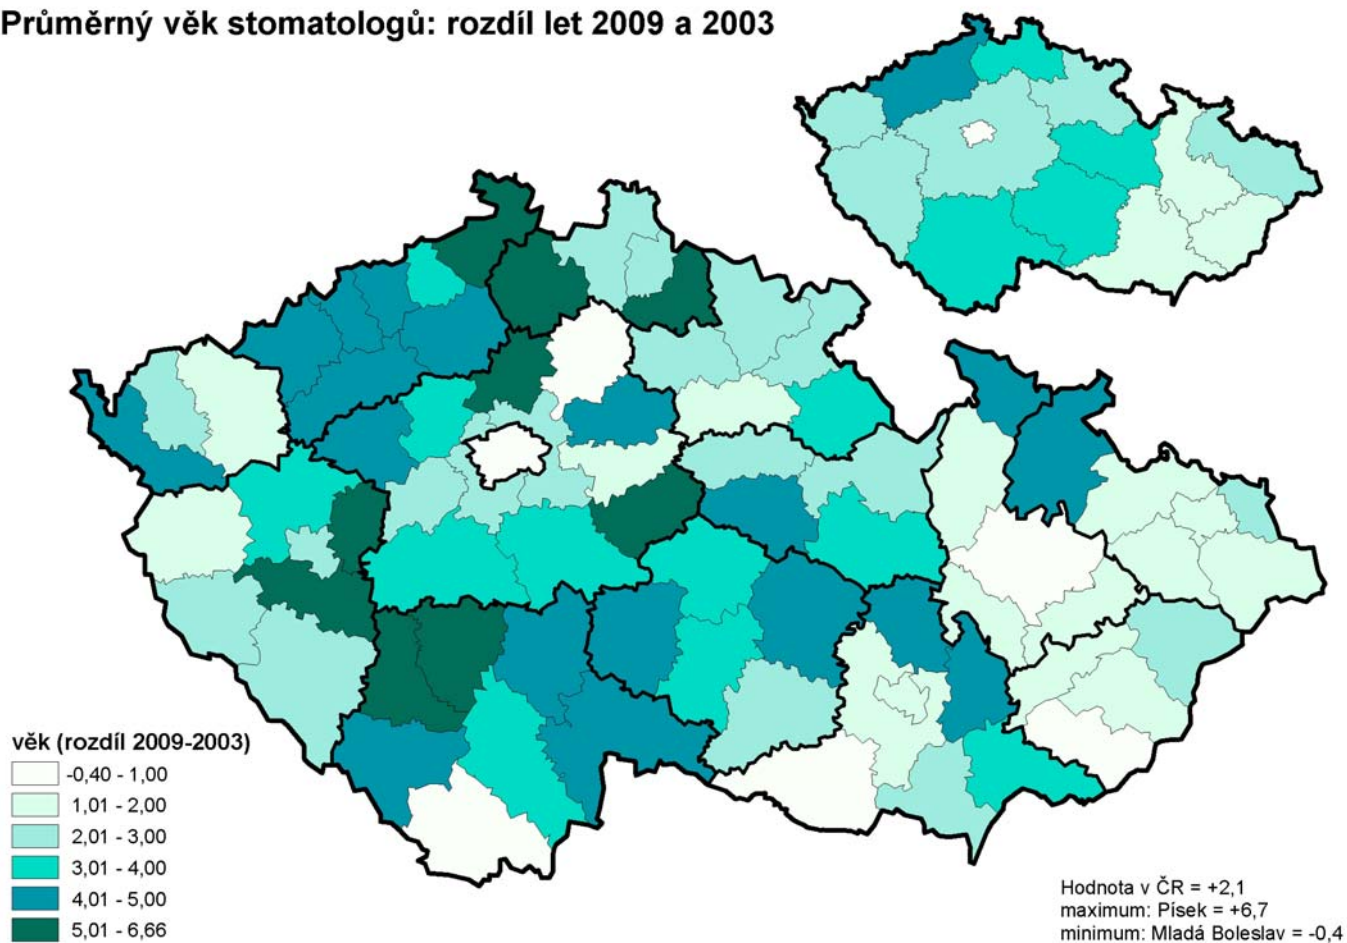 Průměrný věk stomatologů: rozdíl let 2009 a 2003
věk (rozdíl 2009-2003)
-0,40 - 1,00
1,01 - 2,00
2,01 - 3,00
3,01 - 4,00
4,01 - 5,00
5,01 - 6,66
Hodnota v ČR = +2,1
maximum: Písek = +6,7
minimum: Mladá Boleslav = -0,4